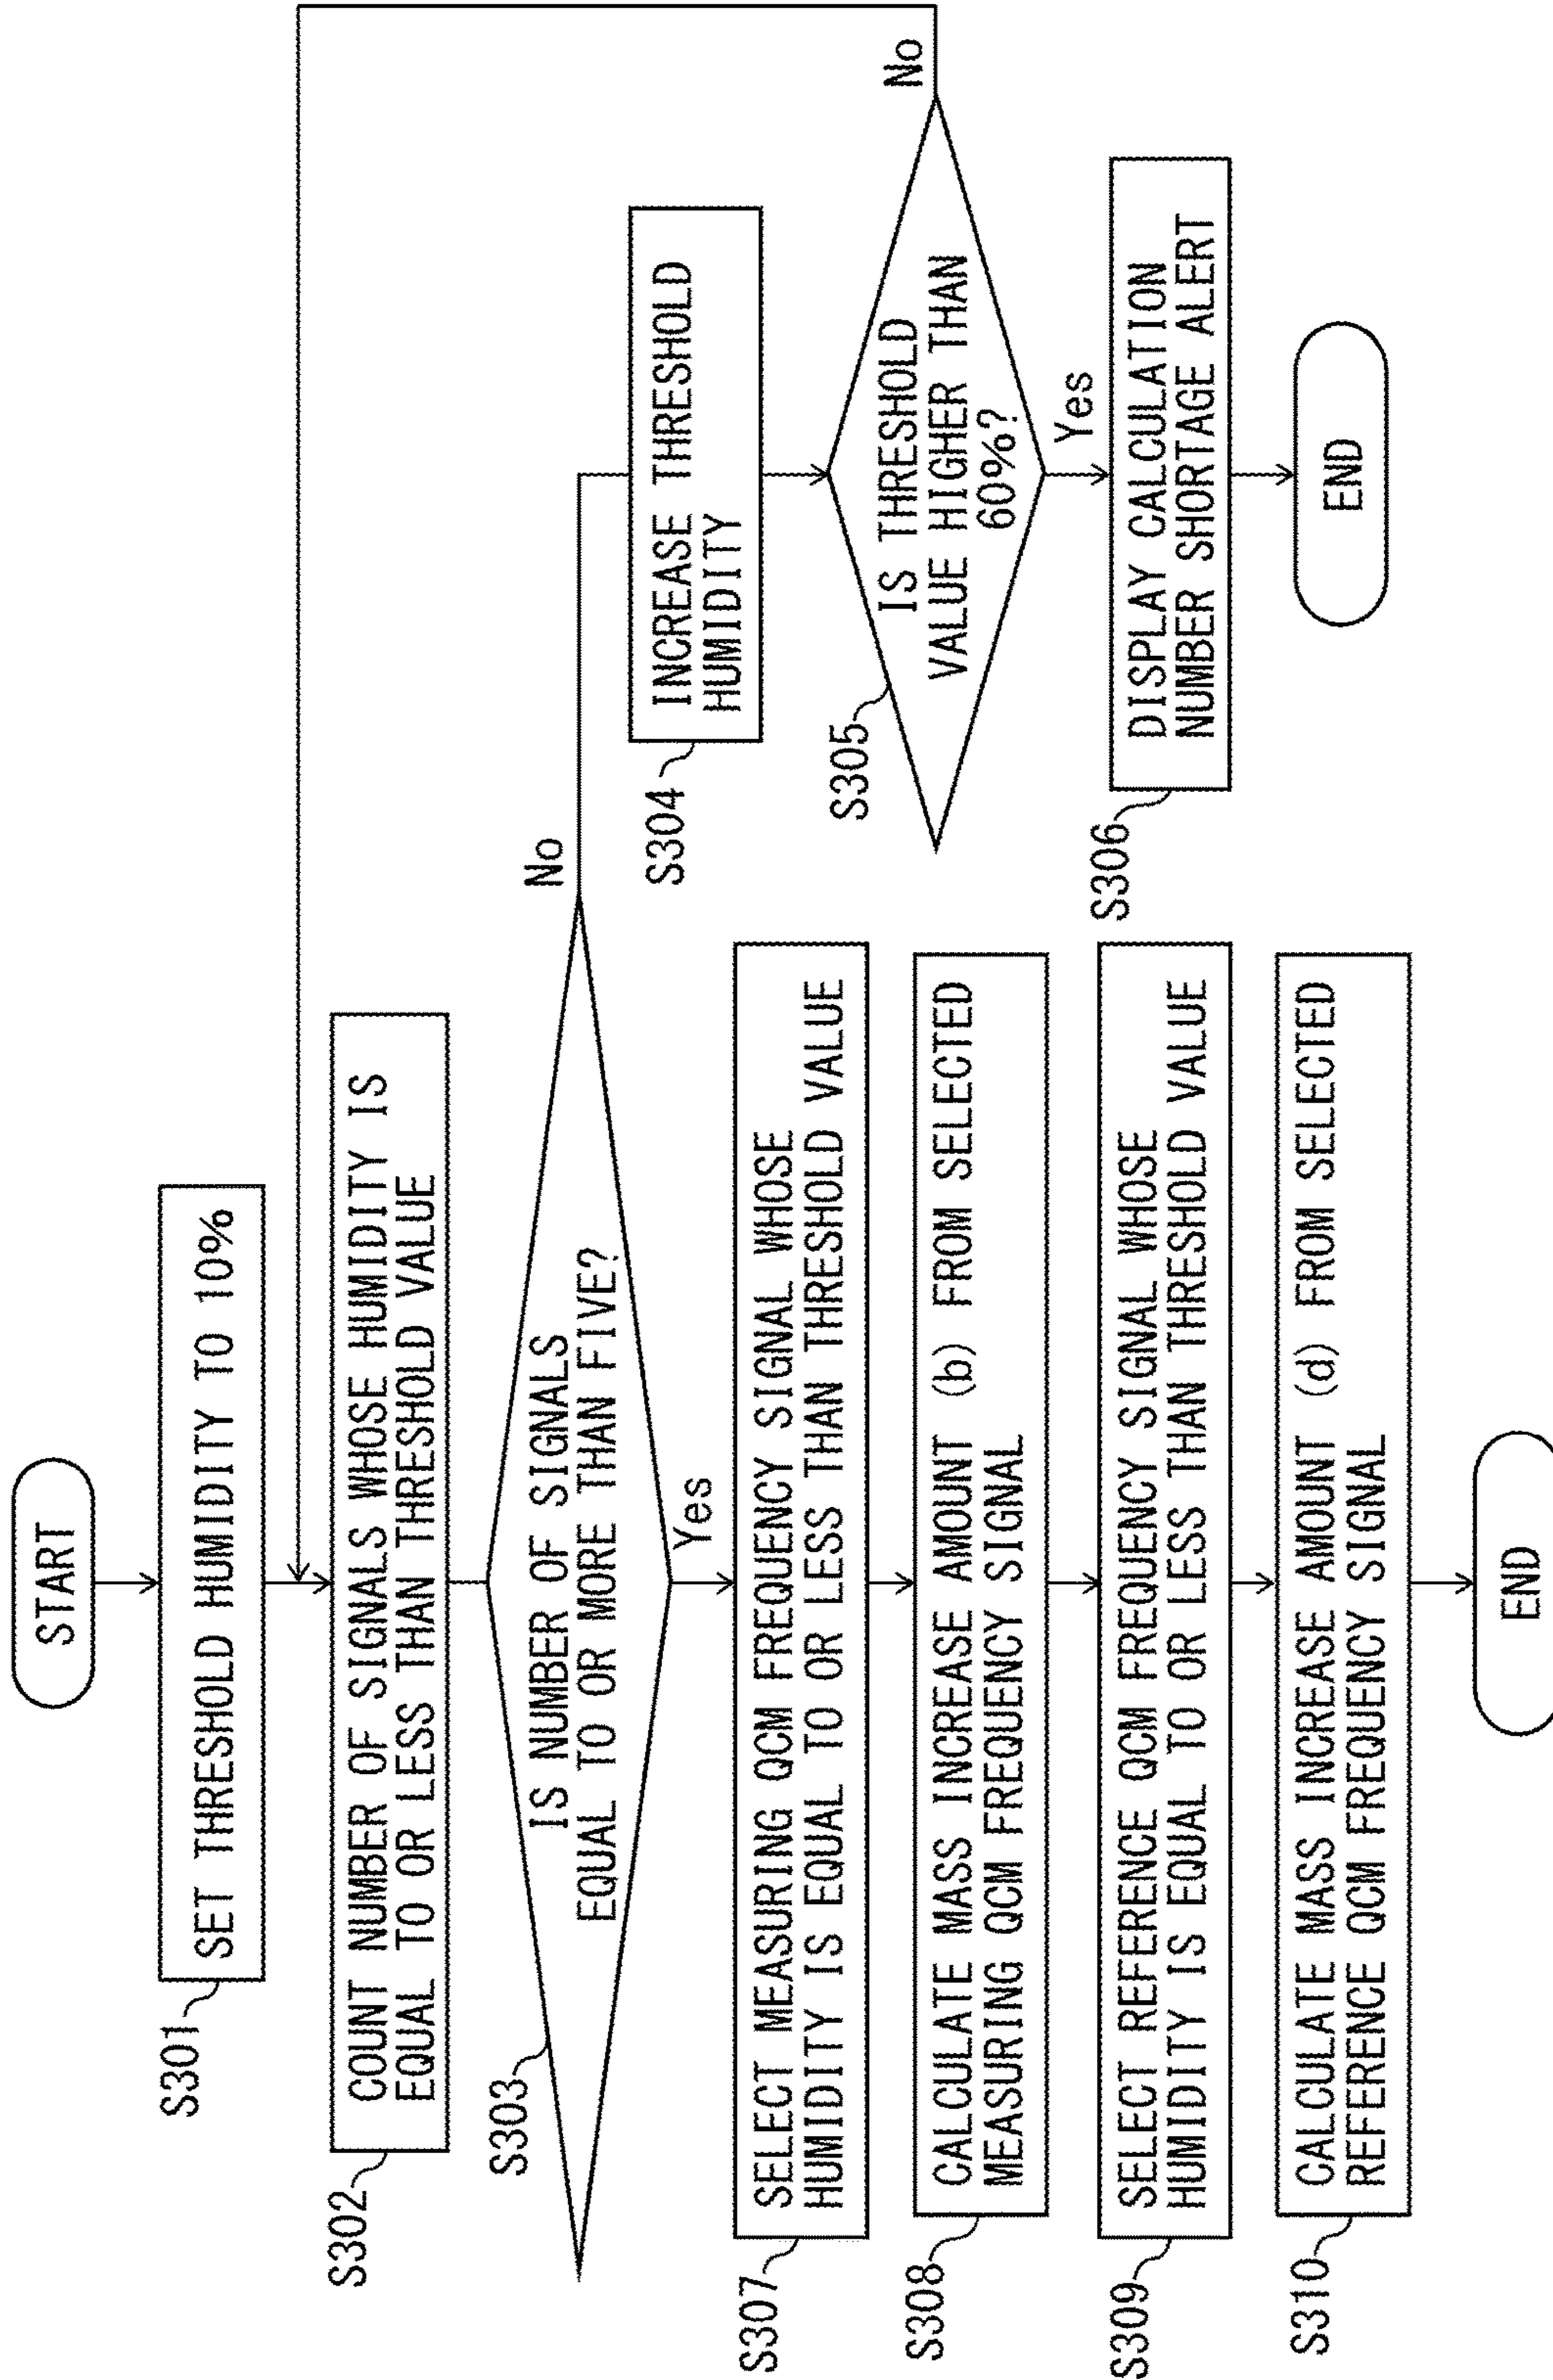 START
S301
SET THRESHOLD HUMIDITY TO 10%
S302
COUNT NUMBER OF SIGNALS WHOSE HUMIDITY IS
EQUAL TO OR LESS THAN THRESHOLD VALUE
S303
IS NUMBER OF SIGNALS
EQUAL TO OR MORE THAN FIVE?
No
Yes
S304
INCREASE THRESHOLD
HUMIDITY
S305
IS THRESHOLD
VALUE HIGHER THAN
60%?
No
Yes
S306
DISPLAY CALCULATION
NUMBER SHORTAGE ALERT
END
S307
SELECT MEASURING QCM FREQUENCY SIGNAL WHOSE
HUMIDITY IS EQUAL TO OR LESS THAN THRESHOLD VALUE
S308
CALCULATE MASS INCREASE AMOUNT (b) FROM SELECTED
MEASURING QCM FREQUENCY SIGNAL
S309
SELECT REFERENCE QCM FREQUENCY SIGNAL WHOSE
HUMIDITY IS EQUAL TO OR LESS THAN THRESHOLD VALUE
S310
CALCULATE MASS INCREASE AMOUNT (d) FROM SELECTED
REFERENCE QCM FREQUENCY SIGNAL
END